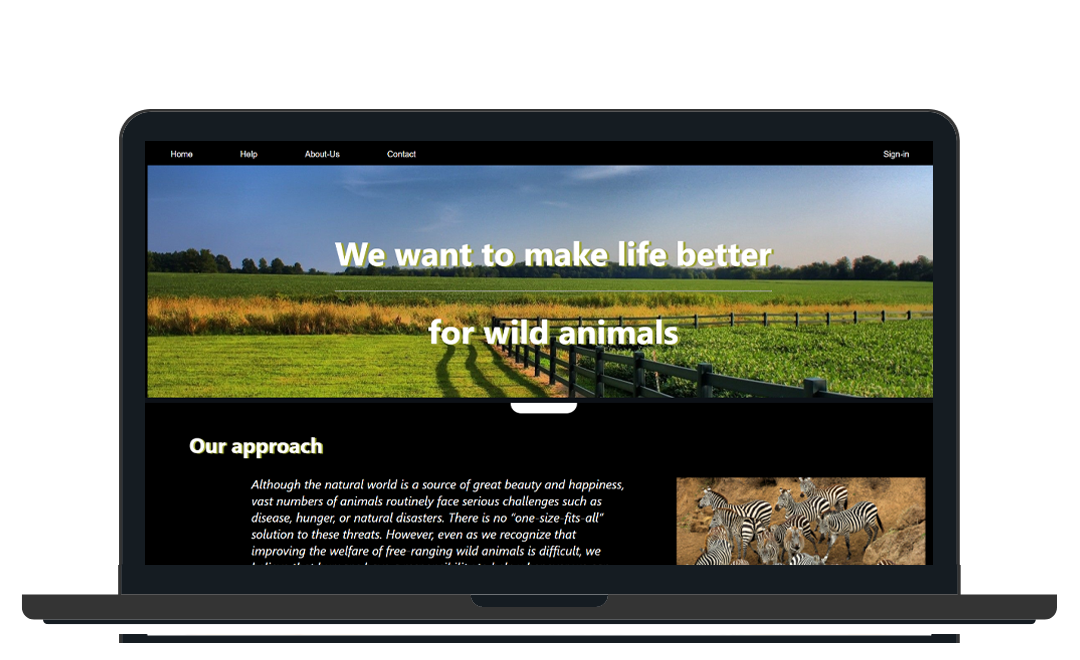 Home Help About-Us Contact Sign-in
We want to make life better
for wild animals
Our approach
Although the natural world is a source of great beauty and happiness,
vast numbers of animals routinely face serious challenges such as
disease, hunger, or natural disasters. There is no “one-size-fits-all”
solution to these threats. However, even as we recognize that
improving the welfare of free-ranging wild animals is difficult, we